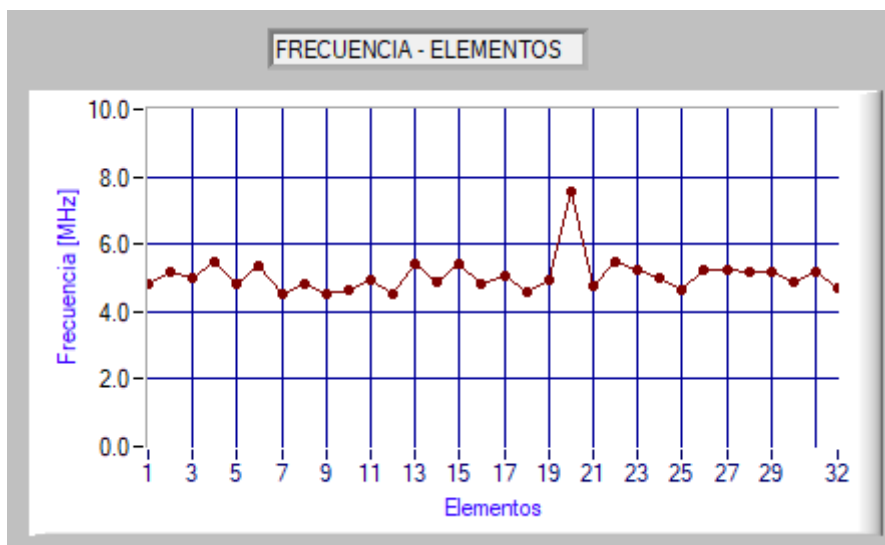 FRECUENCIA - ELEMENTOS
10.0
8.0
6.0
4.0
2.0
0.0
Frecuencia [MHz]
1 3 5 7 9 11 13 15 17 19 21 23 25 27 29 32
Elementos